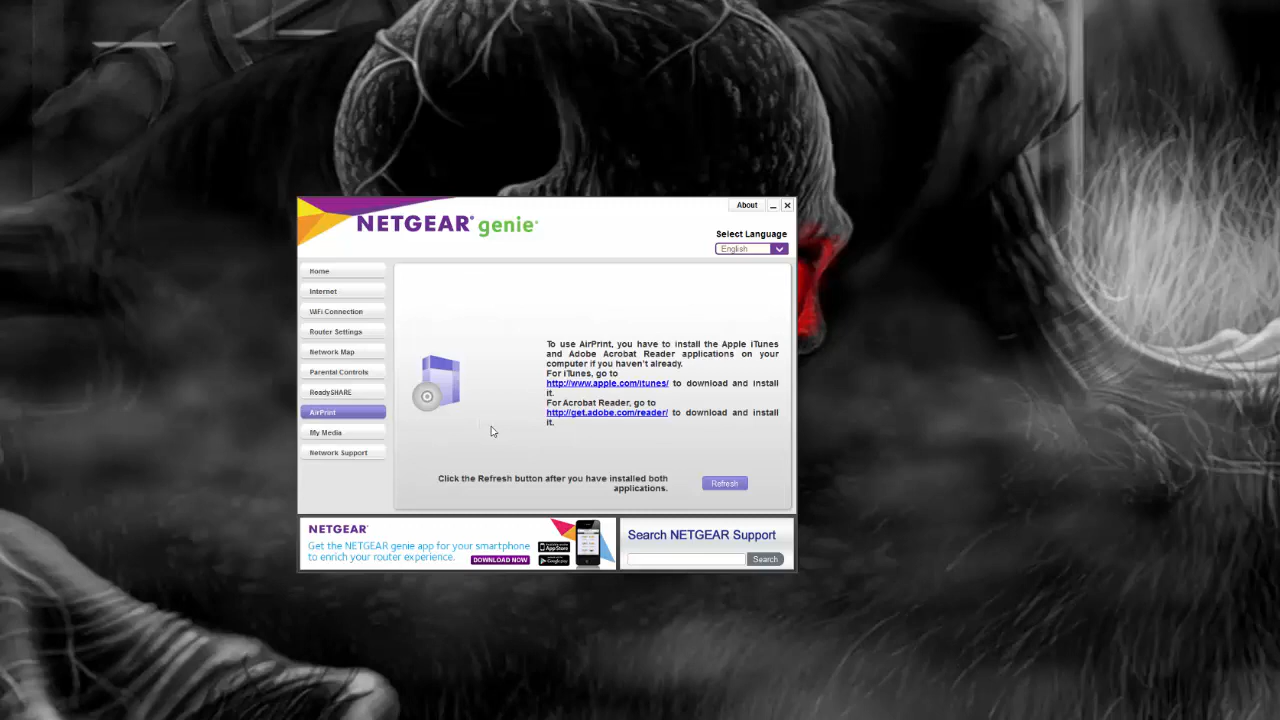 About
NETGEAR® genie®
Select Language
English
Home
Internet
WiFi Connection
Router Settings
Network Map
Parental Controls
ReadySHARE
AirPrint
My Media
Network Support
To use AirPrint, you have to install the Apple iTunes
and Adobe Acrobat Reader applications on your
computer if you haven't already.
For iTunes, go to
http://www.apple.com/itunes/ to download and install
it.
For Acrobat Reader, go to
http://get.adobe.com/reader/ to download and install
it.
Click the Refresh button after you have installed both
applications.
Refresh
NETGEAR®
Get the NETGEAR genie app for your smartphone
to enrich your router experience.
DOWNLOAD NOW
App Store
Google play
Search NETGEAR Support
Search